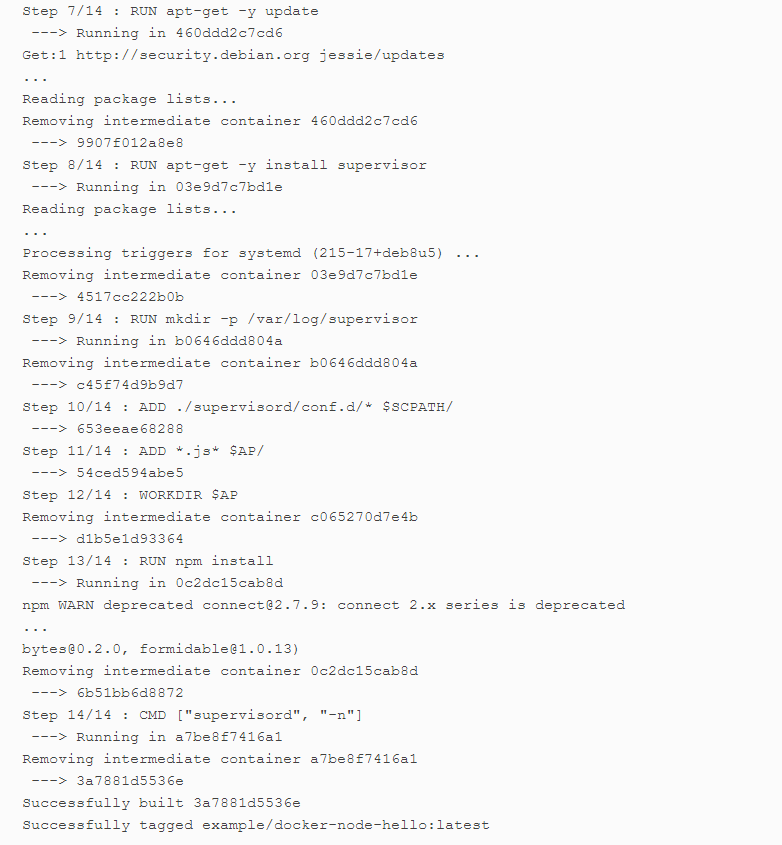 Step 7/14 : RUN apt-get -y update
 ---> Running in 460ddd2c7cd6
Get:1 http://security.debian.org jessie/updates
...
Reading package lists...
Removing intermediate container 460ddd2c7cd6
 ---> 9907f012a8e8
Step 8/14 : RUN apt-get -y install supervisor
 ---> Running in 03e9d7c7bd1e
Reading package lists...
...
Processing triggers for systemd (215-17+deb8u5) ...
Removing intermediate container 03e9d7c7bd1e
 ---> 4517cc222b0b
Step 9/14 : RUN mkdir -p /var/log/supervisor
 ---> Running in b0646ddd804a
Removing intermediate container b0646ddd804a
 ---> c45f74d9b9d7
Step 10/14 : ADD ./supervisord/conf.d/* $SCPATH/
 ---> 653eeae68288
Step 11/14 : ADD *.js* $AP/
 ---> 54ced594abe5
Step 12/14 : WORKDIR $AP
Removing intermediate container c065270d7e4b
 ---> d1b5e1d93364
Step 13/14 : RUN npm install
 ---> Running in 0c2dc15cab8d
npm WARN deprecated connect@2.7.9: connect 2.x series is deprecated
...
bytes@0.2.0, formidable@1.0.13)
Removing intermediate container 0c2dc15cab8d
 ---> 6b51bb6d8872
Step 14/14 : CMD ["supervisord", "-n"]
 ---> Running in a7be8f7416a1
Removing intermediate container a7be8f7416a1
 ---> 3a7881d5536e
Successfully built 3a7881d5536e
Successfully tagged example/docker-node-hello:latest